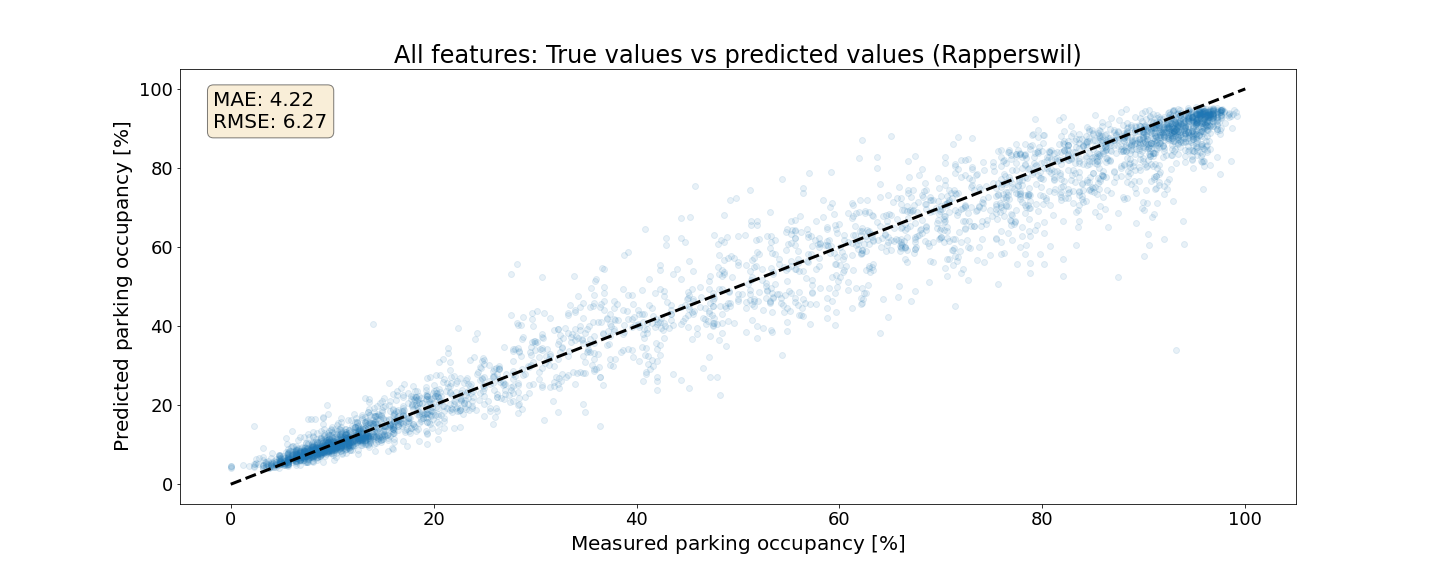 All features: True values vs predicted values (Rapperswil)
MAE: 4.22
RMSE: 6.27
Predicted parking occupancy [%]
100
80
60
40
20
0
0 20 40 60 80 100
Measured parking occupancy [%]